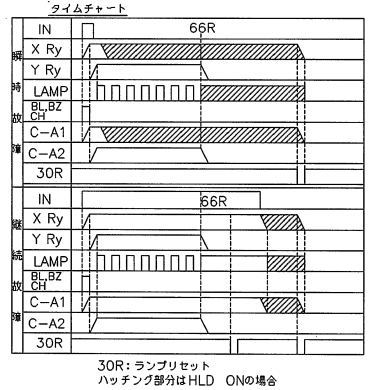 タイムチャート
瞬時故障
IN
66R
X Ry
Y Ry
LAMP
BL,BZ
CH
C-A1
C-A2
30R
継続故障
IN
66R
X Ry
Y Ry
LAMP
BL,BZ
CH
C-A1
C-A2
30R
30R:ランプリセット
ハッチング部分はHLD ONの場合